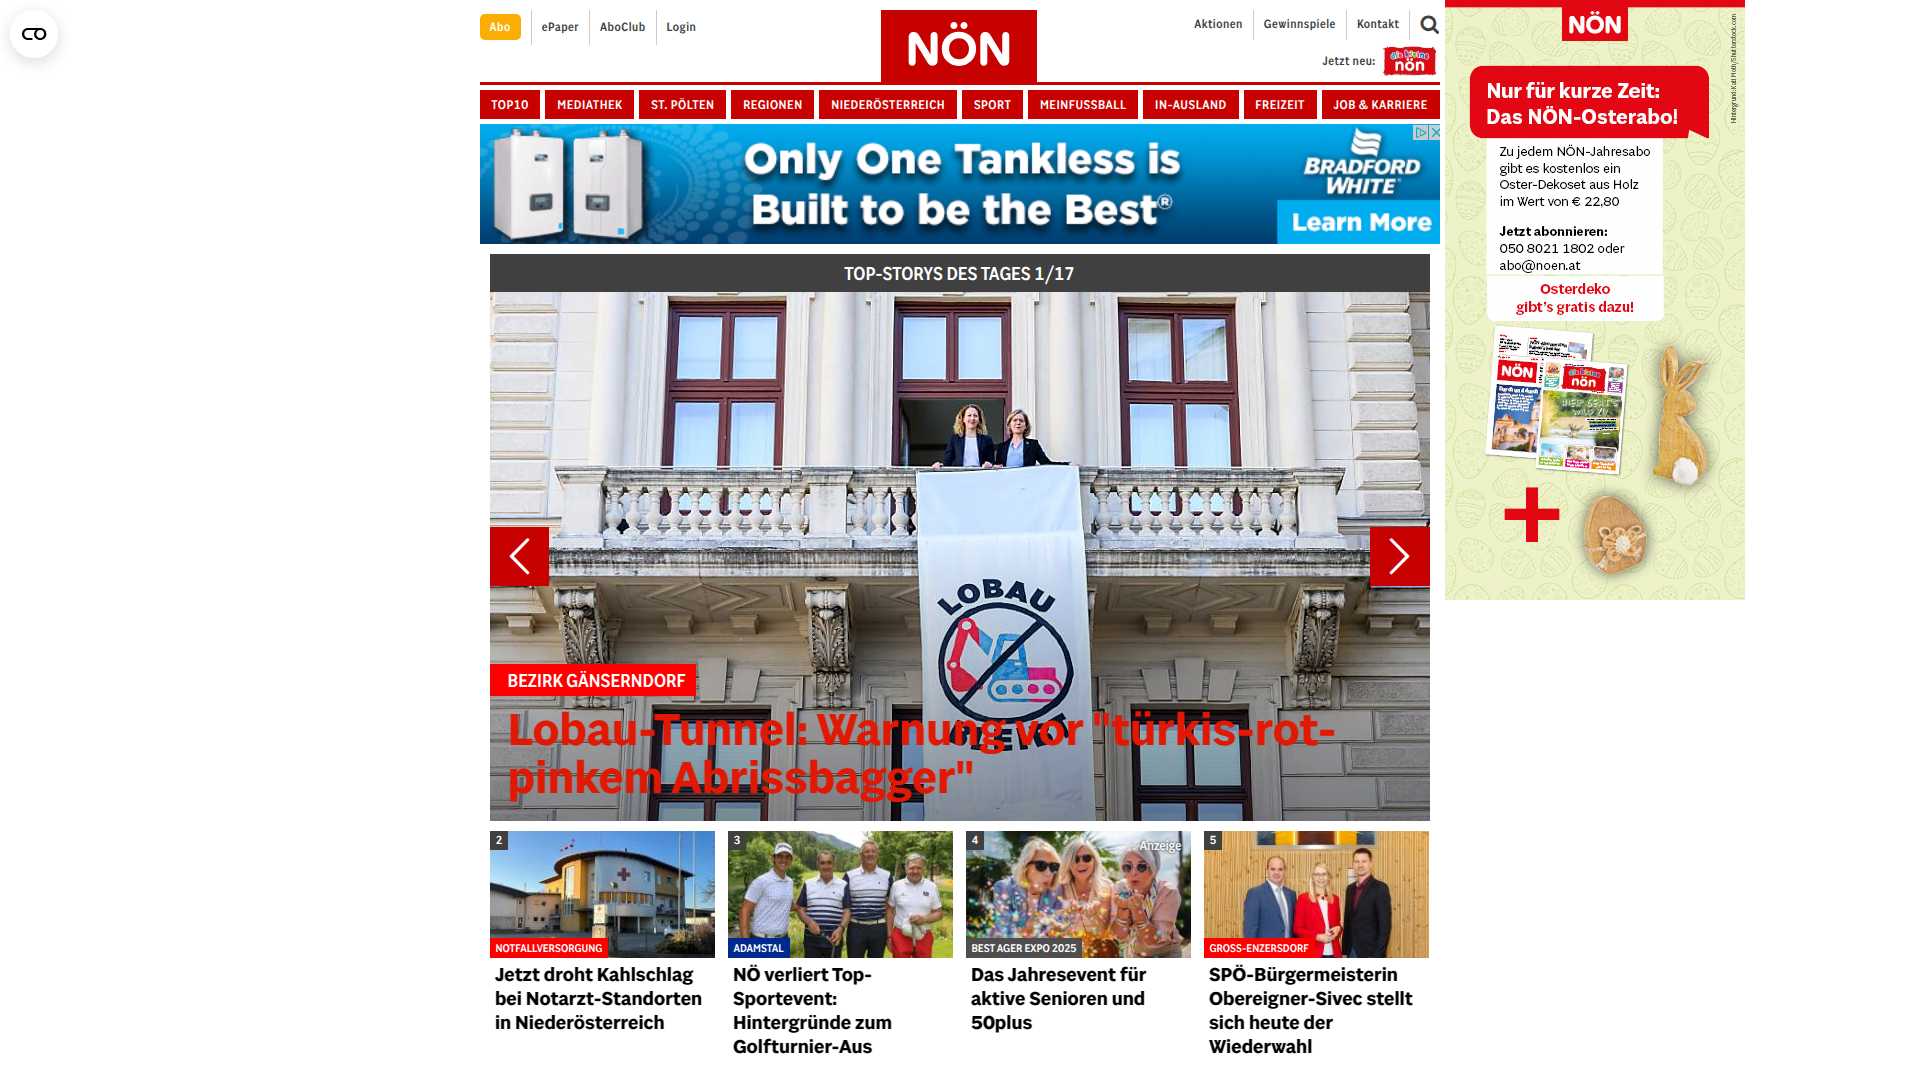 Abo
ePaper
AboClub
Login
NÖN
Aktionen
Gewinnspiele
Kontakt
Jetzt neu:
die kleine
nön
TOP10
MEDIATHEK
ST. PÖLTEN
REGIONEN
NIEDERÖSTERREICH
SPORT
MEINFUSSBALL
IN-AUSLAND
FREIZEIT
JOB & KARRIERE
Only One Tankless is
Built to be the Best®
BRADFORD
WHITE
Learn More
NÖN
Nur für kurze Zeit:
Das NÖN-Osterabo!
Zu jedem NÖN-Jahresabo
gibt es kostenlos ein
Oster-Dekoset aus Holz
im Wert von € 22,80
Jetzt abonnieren:
050 8021 1802 oder
abo@noen.at
Osterdeko
gibt's gratis dazu!
NÖN
die kleine
nön
TOP-STORYS DES TAGES 1/17
LOBAU
BEZIRK GÄNSERNDORF
Lobau-Tunnel: Warnung vor "türkis-rot-
pinkem Abrissbagger"
2
NOTFALLVERSORGUNG
Jetzt droht Kahlschlag
bei Notarzt-Standorten
in Niederösterreich
3
ADAMSTAL
NÖ verliert Top-
Sportevent:
Hintergründe zum
Golfturnier-Aus
4
Anzeige
BEST AGER EXPO 2025
Das Jahresevent für
aktive Senioren und
50plus
5
GROSS-ENZERSDORF
SPÖ-Bürgermeisterin
Obereigner-Sivec stellt
sich heute der
Wiederwahl